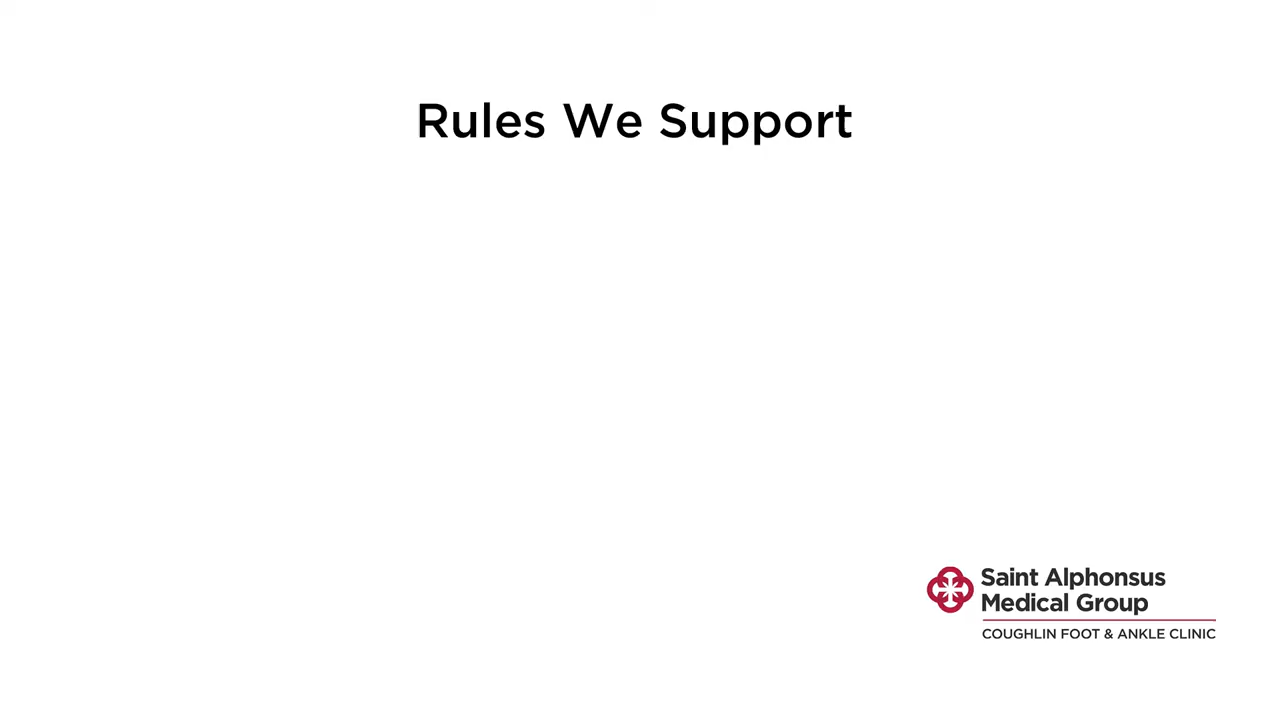 Rules We Support
Saint Alphonsus
Medical Group
COUGHLIN FOOT & ANKLE CLINIC